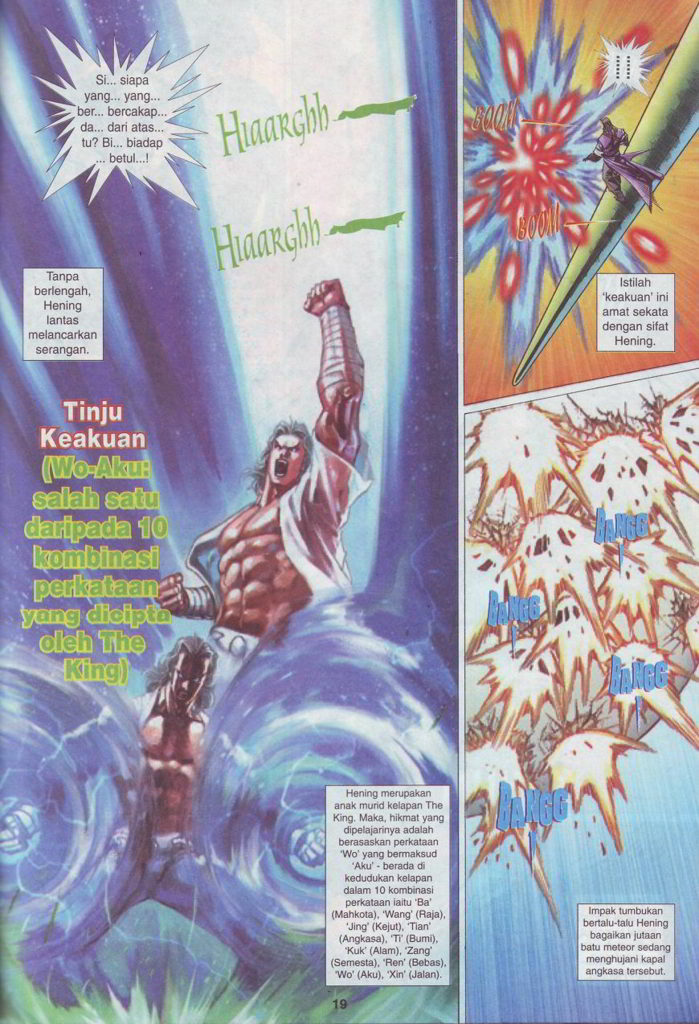 Si... siapa
yang... yang...
ber... bercakap...
da... dari atas...
tu? Bi... biadap
... betul...!
Hiaarghh
Hiaarghh
Tanpa
berlengah,
Hening
lantas
melancarkan
serangan.
Tinju
Keakuan
(Wo-Aku:
salah satu
daripada 10
kombinasi
perkataan
yang dicipta
oleh The
King)
Hening merupakan
anak murid kelapan The
King. Maka, hikmat yang
dipelajarinya adalah
berasaskan perkataan
‘Wo’ yang bermaksud
‘Aku’ - berada di
kedudukan kelapan
dalam 10 kombinasi
perkataan iaitu ‘Ba’
(Mahkota), ‘Wang’ (Raja),
‘Jing’ (Kejut), ‘Tian’
(Angkasa), ‘Ti’ (Bumi),
‘Kuk’ (Alam), ‘Zang’
(Semesta), ‘Ren’ (Bebas),
‘Wo’ (Aku), ‘Xin’ (Jalan).
19
!!
BOOM
BOOM
Istilah
‘keakuan’ ini
amat sekata
dengan sifat
Hening.
BANGG
BANGG
BANGG
BANGG
Impak tumbukan
bertalu-talu Hening
bagaikan jutaan
batu meteor sedang
menghujani kapal
angkasa tersebut.